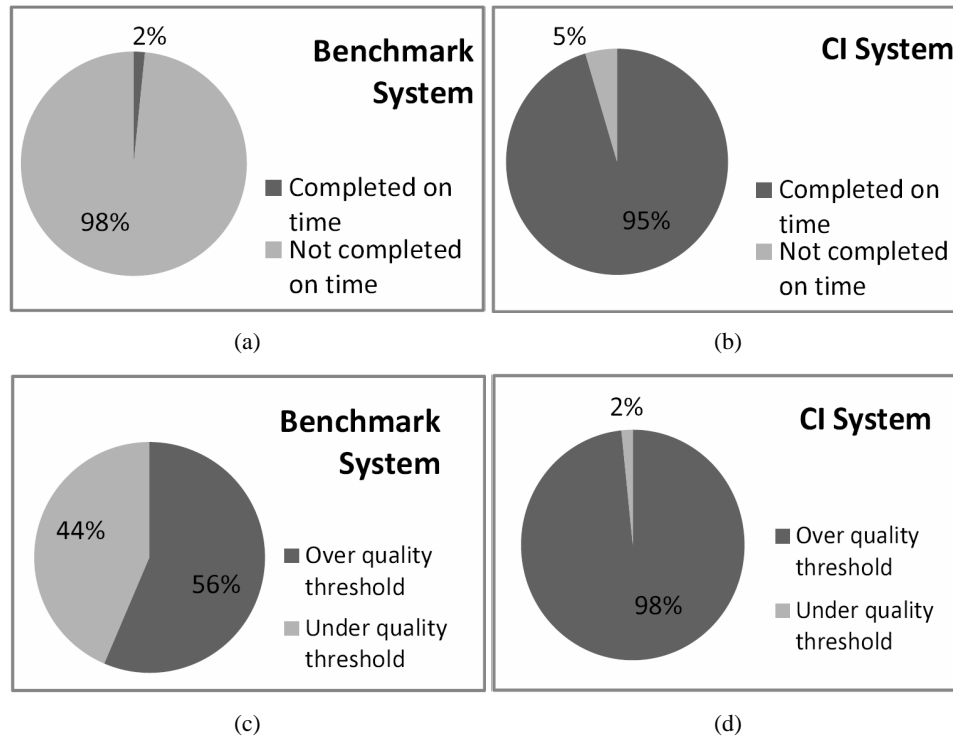 2%
Benchmark
System
98%
Completed on
time
Not completed
on time
(a)
5%
CI System
95%
Completed on
time
Not completed
on time
(b)
Benchmark
System
44%
56%
Over quality
threshold
Under quality
threshold
(c)
2%
CI System
98%
Over quality
threshold
Under quality
threshold
(d)